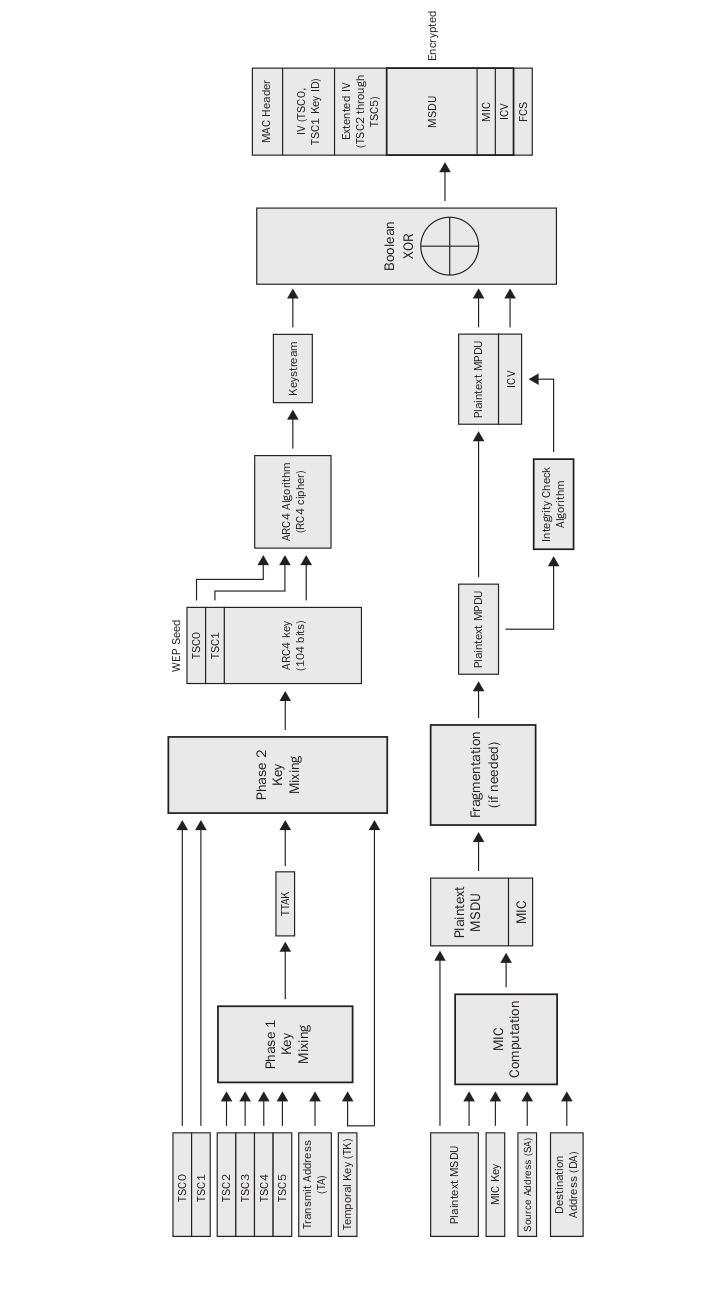 TSC0
TSC1
TSC2
TSC3
TSC4
TSC5
Transmit Address
(TA)
Temporal Key (TK)
Phase 1
Key
Mixing
TTAK
Phase 2
Key
Mixing
WEP Seed
TSC0
TSC1
ARC4 key
(104 bits)
ARC4 Algorithm
(RC4 cipher)
Keystream
Plaintext MSDU
MIC Key
Source Address (SA)
Destination
Address (DA)
MIC
Computation
Plaintext
MSDU
MIC
Fragmentation
(if needed)
Plaintext MPDU
Integrity Check
Algorithm
Plaintext MPDU
ICV
Boolean
XOR
MAC Header
IV (TSC0,
TSC1 Key ID)
Extented IV
(TSC2 through
TSC5)
MSDU
MIC
ICV
FCS
Encrypted